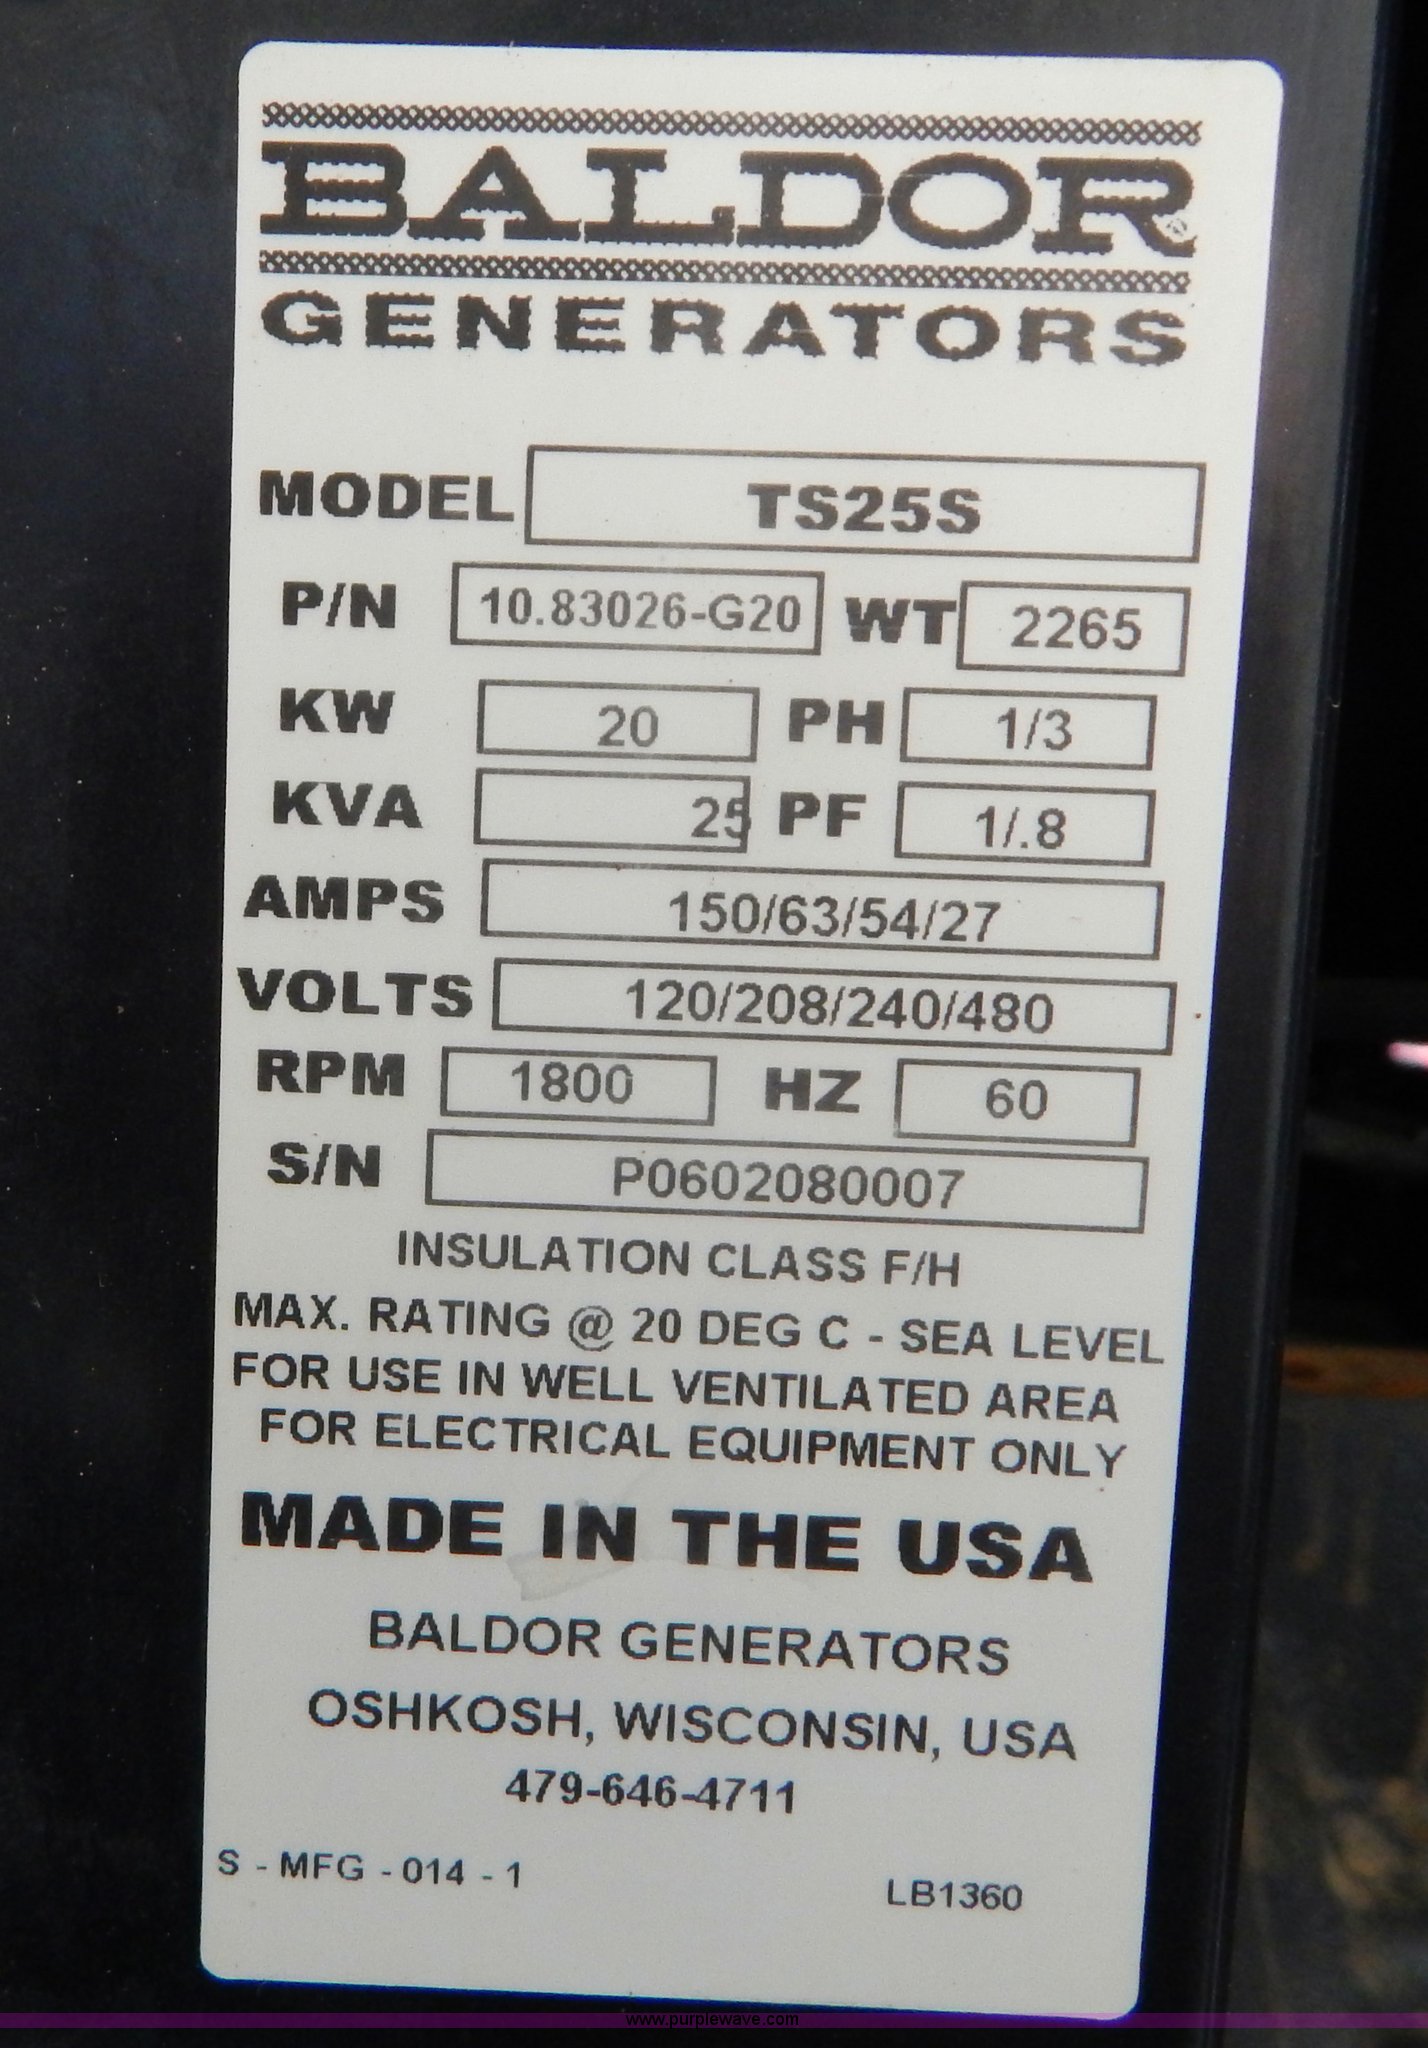 BALDOR®
GENERATORS
MODEL TS25S
P/N 10.83026-G20 WT 2265
KW 20 PH 1/3
KVA 25 PF 1/.8
AMPS 150/63/54/27
VOLTS 120/208/240/480
RPM 1800 HZ 60
S/N P0602080007
INSULATION CLASS F/H
MAX. RATING @ 20 DEG C - SEA LEVEL
FOR USE IN WELL VENTILATED AREA
FOR ELECTRICAL EQUIPMENT ONLY
MADE IN THE USA
BALDOR GENERATORS
OSHKOSH, WISCONSIN, USA
479-646-4711
S - MFG - 014 - 1 LB1360
www.purplewave.com